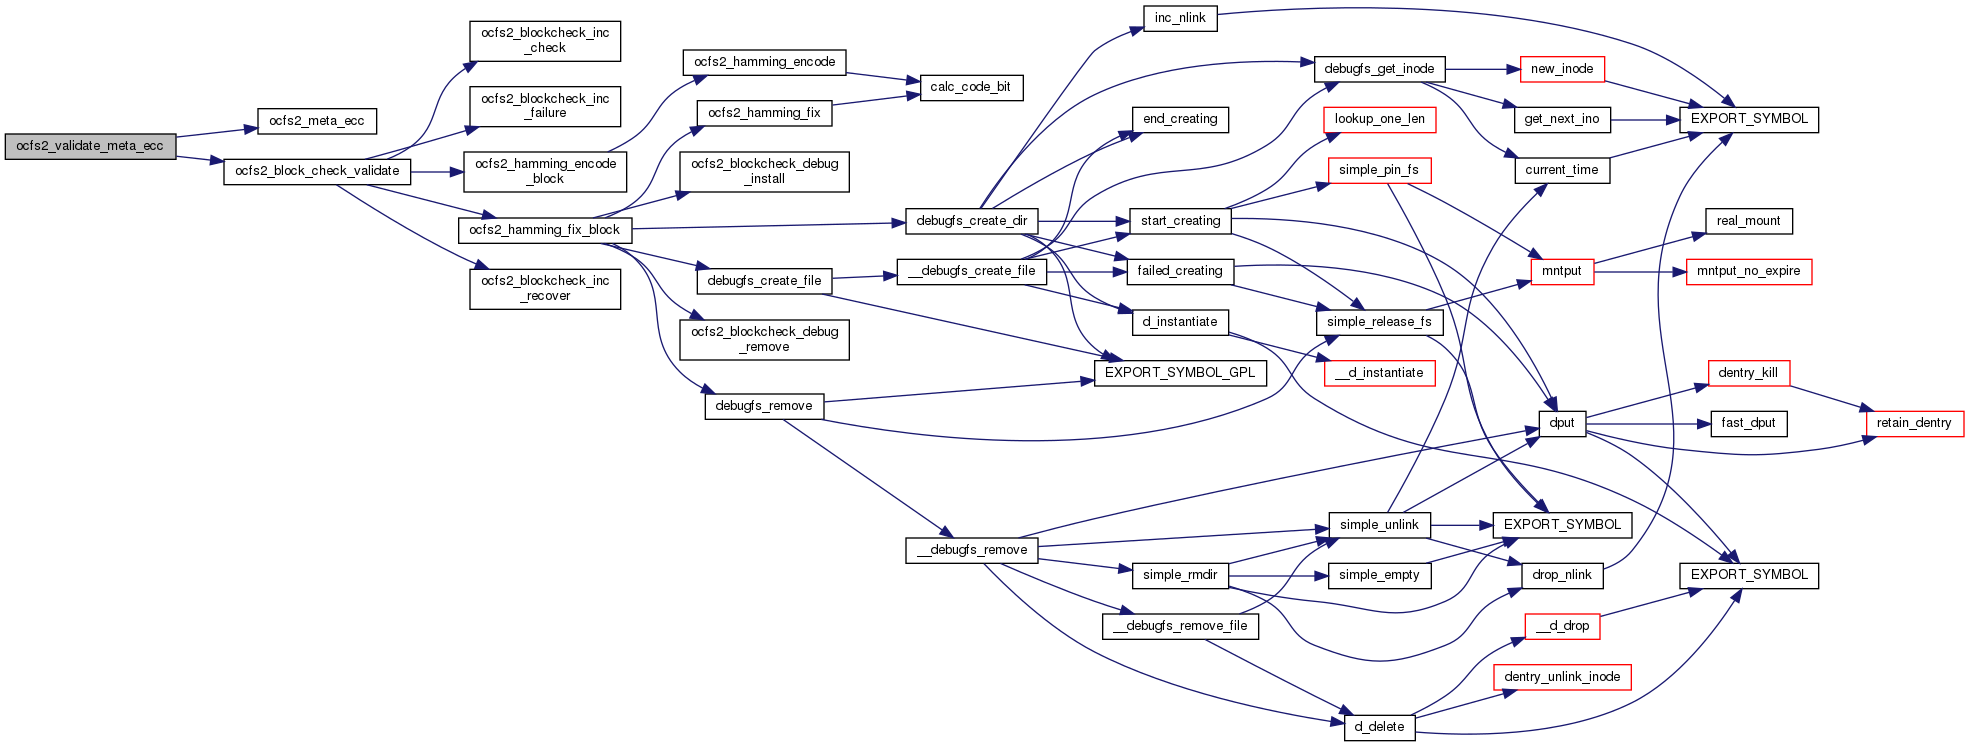 ocfs2_validate_meta_ecc
ocfs2_meta_ecc
ocfs2_block_check_validate
ocfs2_blockcheck_inc
_check
ocfs2_blockcheck_inc
_failure
ocfs2_hamming_encode
_block
ocfs2_hamming_fix_block
ocfs2_blockcheck_inc
_recover
ocfs2_hamming_encode
ocfs2_hamming_fix
ocfs2_blockcheck_debug
_install
debugfs_create_file
ocfs2_blockcheck_debug
_remove
debugfs_remove
calc_code_bit
debugfs_create_dir
__debugfs_create_file
__debugfs_remove
inc_nlink
end_creating
start_creating
failed_creating
d_instantiate
EXPORT_SYMBOL_GPL
simple_rmdir
__debugfs_remove_file
debugfs_get_inode
lookup_one_len
simple_pin_fs
simple_release_fs
__d_instantiate
simple_unlink
simple_empty
d_delete
new_inode
get_next_ino
current_time
mntput
dput
EXPORT_SYMBOL
drop_nlink
__d_drop
dentry_unlink_inode
EXPORT_SYMBOL
real_mount
mntput_no_expire
dentry_kill
fast_dput
EXPORT_SYMBOL
retain_dentry